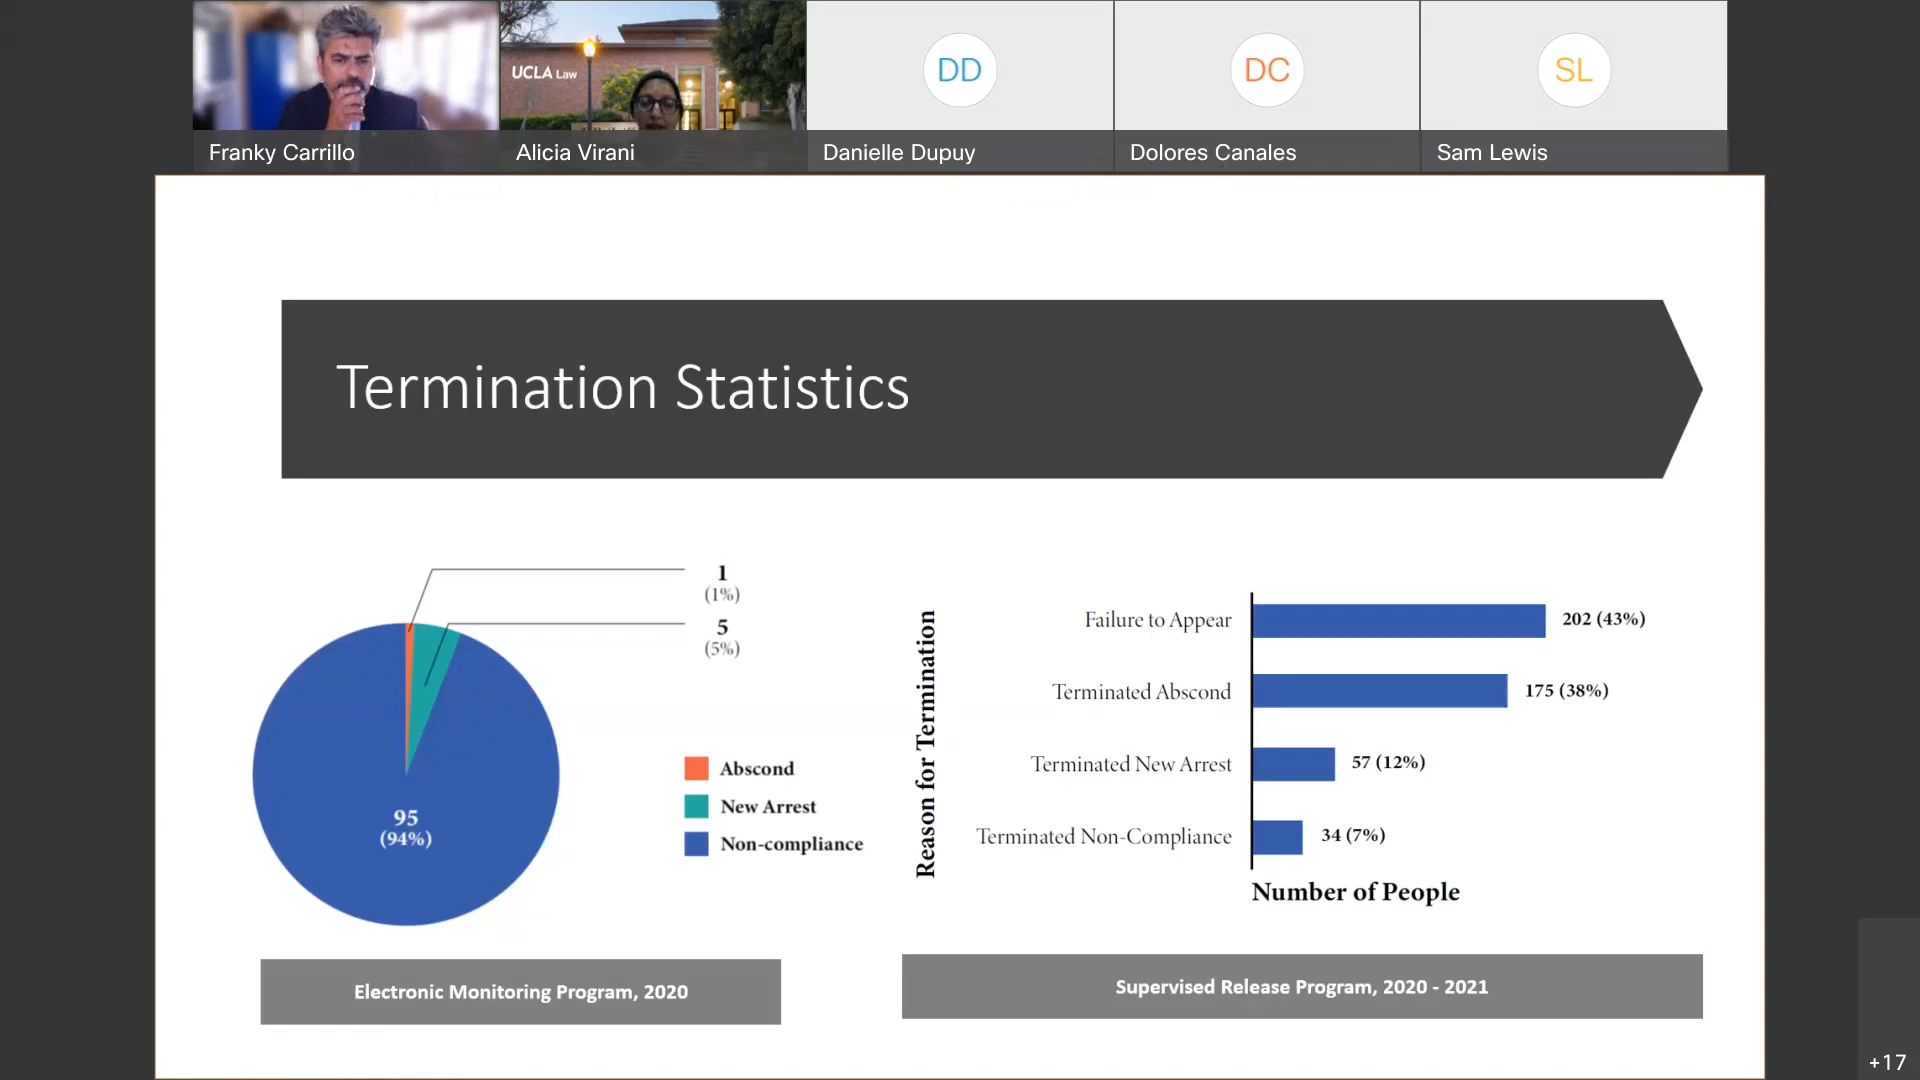 UCLA Law
DD
DC
SL
Franky Carrillo
Alicia Virani
Danielle Dupuy
Dolores Canales
Sam Lewis
Termination Statistics
1
(1%)
5
(5%)
95
(94%)
Abscond
New Arrest
Non-compliance
Electronic Monitoring Program, 2020
Reason for Termination
Failure to Appear
202 (43%)
Terminated Abscond
175 (38%)
Terminated New Arrest
57 (12%)
Terminated Non-Compliance
34 (7%)
Number of People
Supervised Release Program, 2020 - 2021
+17